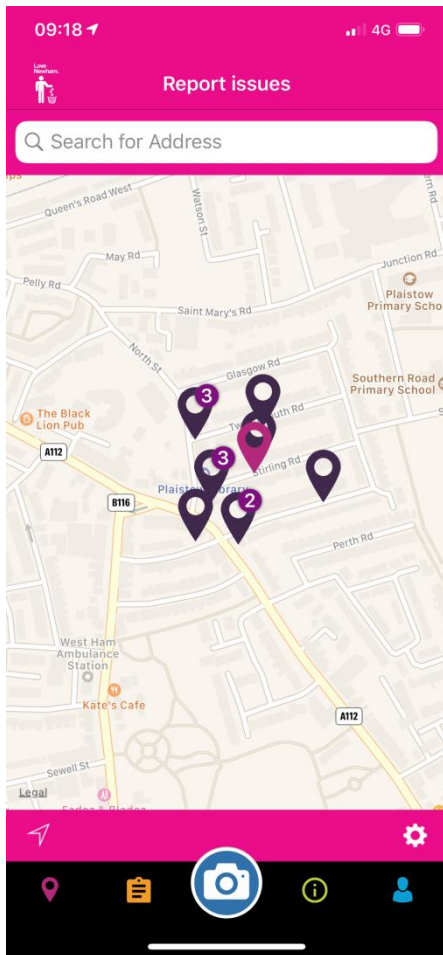 09:18
4G
Love
Newham.
Report issues
Search for Address
Queen's Road West
Watson St
May Rd
Junction Rd
Pelly Rd
Plaistow
Primary Scho
Saint Mary's Rd
North St
Glasgow Rd
Southern Road
Primary School
3
The Black
Lion Pub
A112
3
Stirling Rd
B116
2
Perth Rd
West Ham
Ambulance
Station
Kate's Cafe
A112
Sewell St
Legal